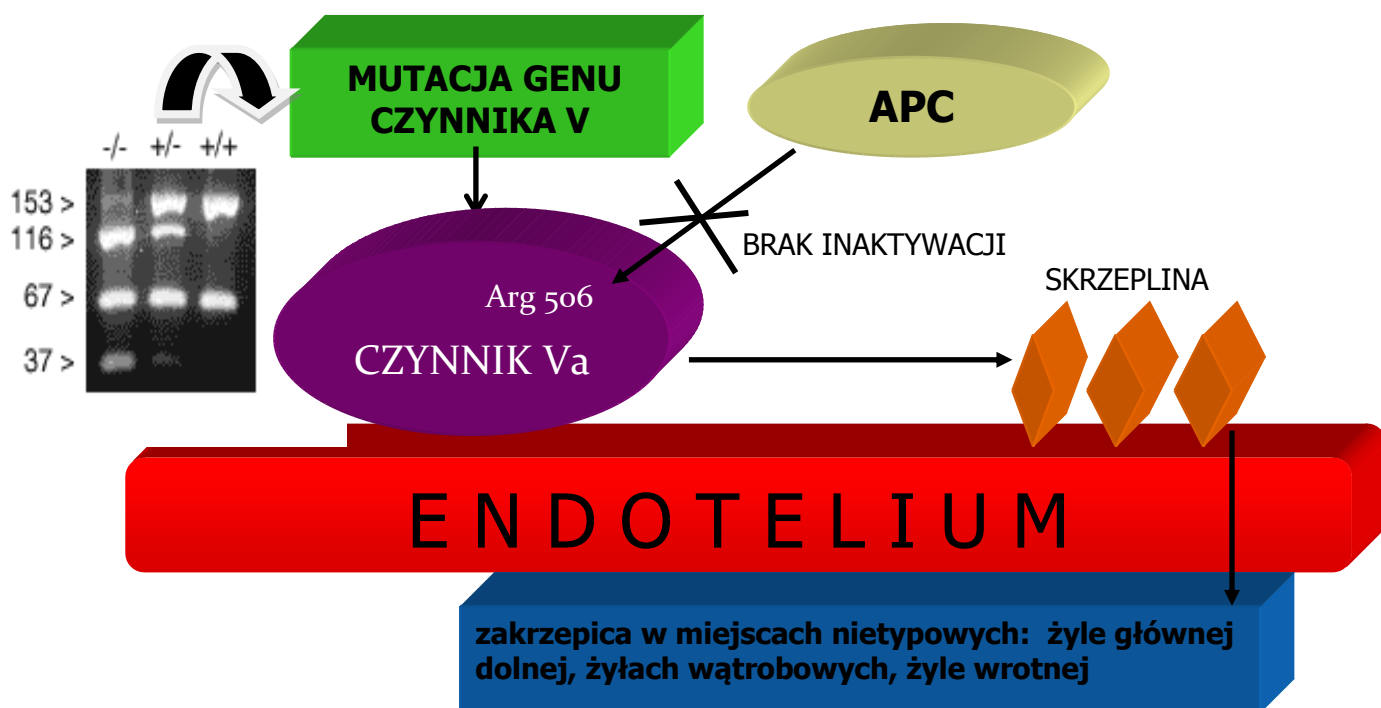 MUTACJA GENU
CZYNNIKA V
APC
-/- +/- +/+
153 >
116 >
67 >
37 >
BRAK INAKTYWACJI
Arg 506
CZYNNIK Va
SKRZEPLINA
ENDOTELIUM
zakrzepica w miejscach nietypowych: żyle głównej
dolnej, żyłach wątrobowych, żyle wrotnej